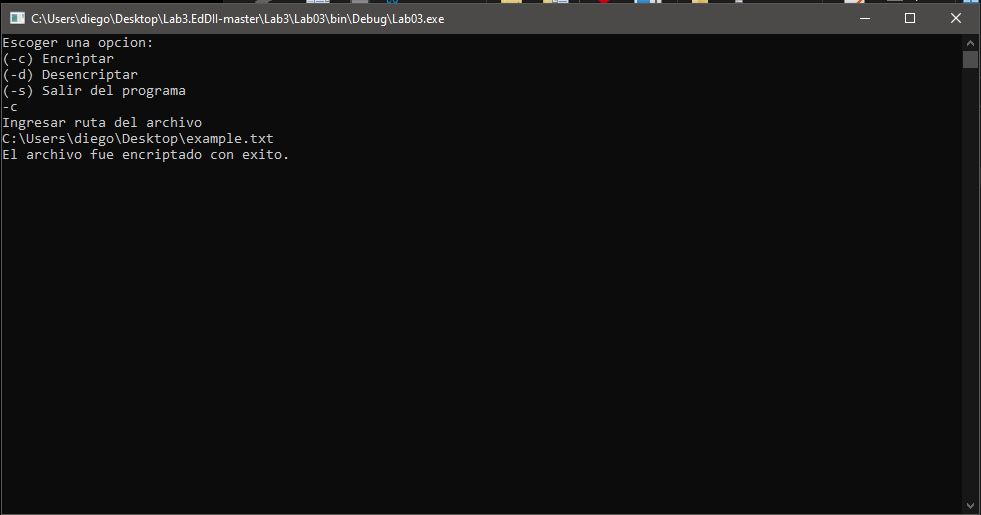 C:\Users\diego\Desktop\Lab3.EdDII-master\Lab3\Lab03\bin\Debug\Lab03.exe
Escoger una opcion:
(-c) Encriptar
(-d) Desencriptar
(-s) Salir del programa
-c
Ingresar ruta del archivo
C:\Users\diego\Desktop\example.txt
El archivo fue encriptado con exito.